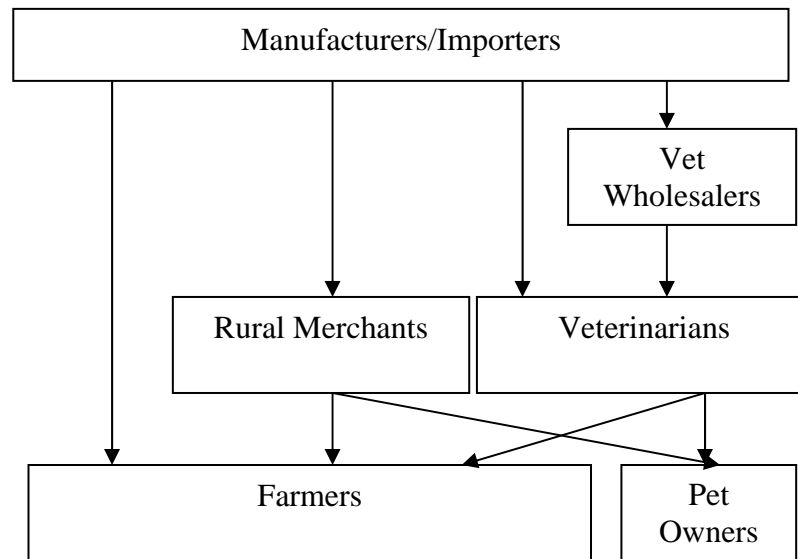 Manufacturers/Importers
Vet
Wholesalers
Rural Merchants
Veterinarians
Farmers
Pet
Owners